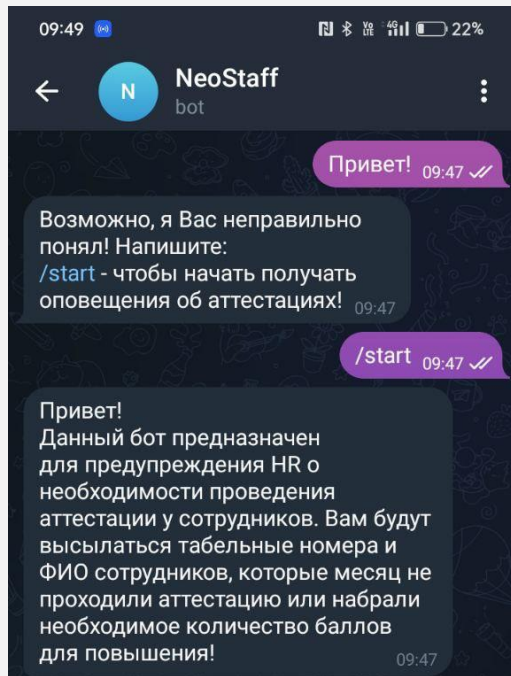 09:49
4G
22%
N
NeoStaff
bot
Привет! 09:47
Возможно, я Вас неправильно
понял! Напишите:
/start - чтобы начать получать
оповещения об аттестациях! 09:47
/start 09:47
Привет!
Данный бот предназначен
для предупреждения HR о
необходимости проведения
аттестации у сотрудников. Вам будут
высылаться табельные номера и
ФИО сотрудников, которые месяц не
проходили аттестацию или набрали
необходимое количество баллов
для повышения! 09:47